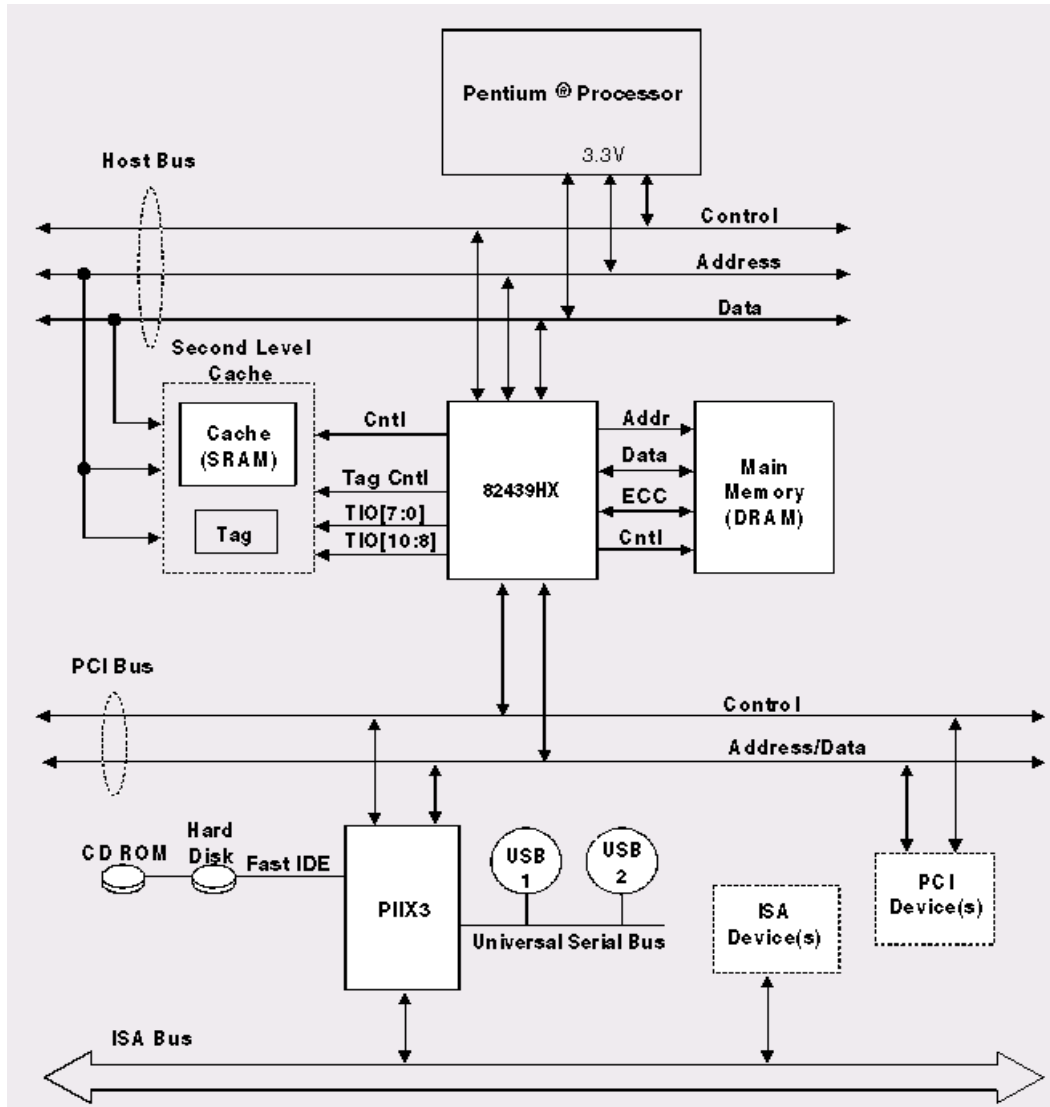 Pentium ® Processor
3.3V
Host Bus
Control
Address
Data
Second Level
Cache
Cache
(SRAM)
Tag
Cntl
Tag Cntl
TIO[7:0]
TIO[10:8]
82439HX
Addr
Data
ECC
Cntl
Main
Memory
(DRAM)
PCI Bus
Control
Address/Data
CD ROM
Hard
Disk
Fast IDE
PIIX3
USB
1
USB
2
Universal Serial Bus
ISA
Device(s)
PCI
Device(s)
ISA Bus